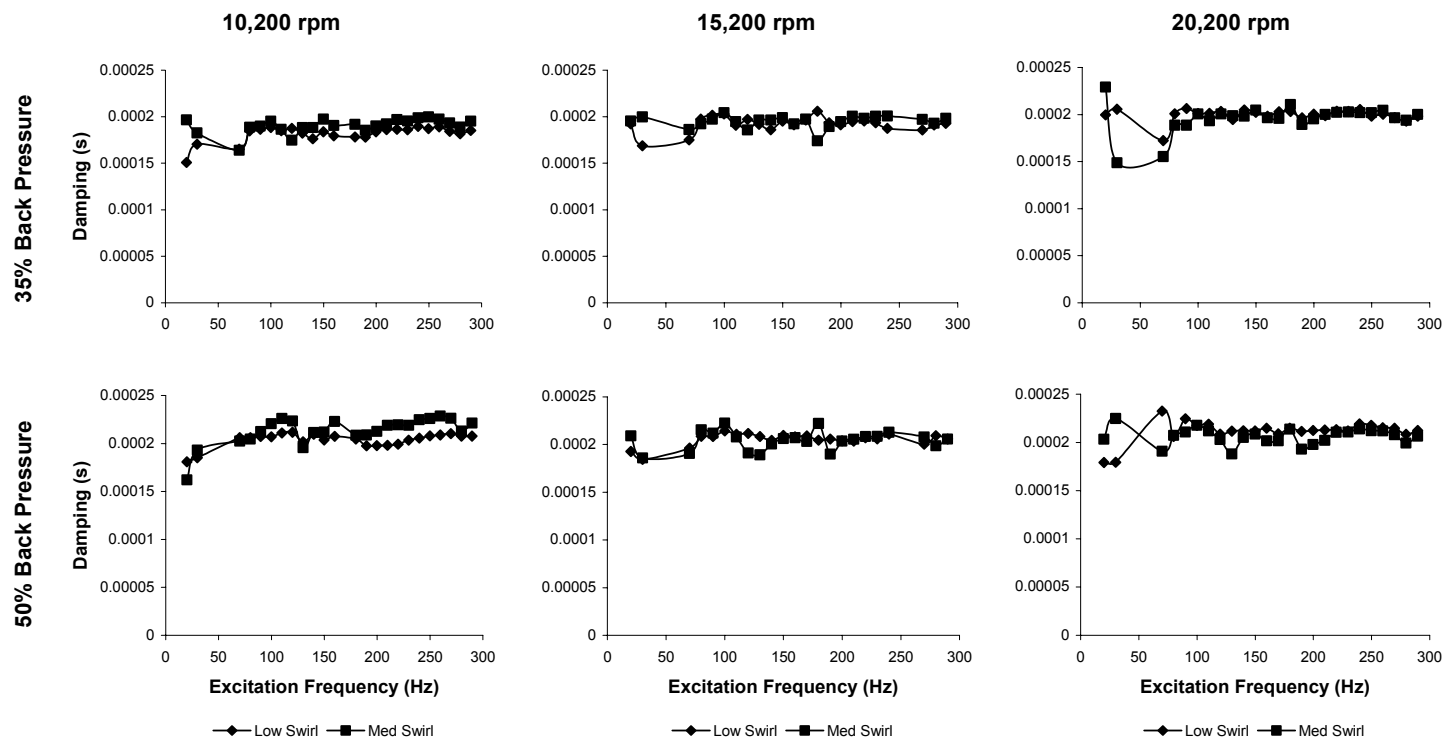 10,200 rpm
15,200 rpm
20,200 rpm
35% Back Pressure
Damping (s)
0.00025
0.0002
0.00015
0.0001
0.00005
0
0 50 100 150 200 250 300
0.00025
0.0002
0.00015
0.0001
0.00005
0
0 50 100 150 200 250 300
0.00025
0.0002
0.00015
0.0001
0.00005
0
0 50 100 150 200 250 300
50% Back Pressure
Damping (s)
0.00025
0.0002
0.00015
0.0001
0.00005
0
0 50 100 150 200 250 300
Excitation Frequency (Hz)
Low Swirl Med Swirl
0.00025
0.0002
0.00015
0.0001
0.00005
0
0 50 100 150 200 250 300
Excitation Frequency (Hz)
Low Swirl Med Swirl
0.00025
0.0002
0.00015
0.0001
0.00005
0
0 50 100 150 200 250 300
Excitation Frequency (Hz)
Low Swirl Med Swirl